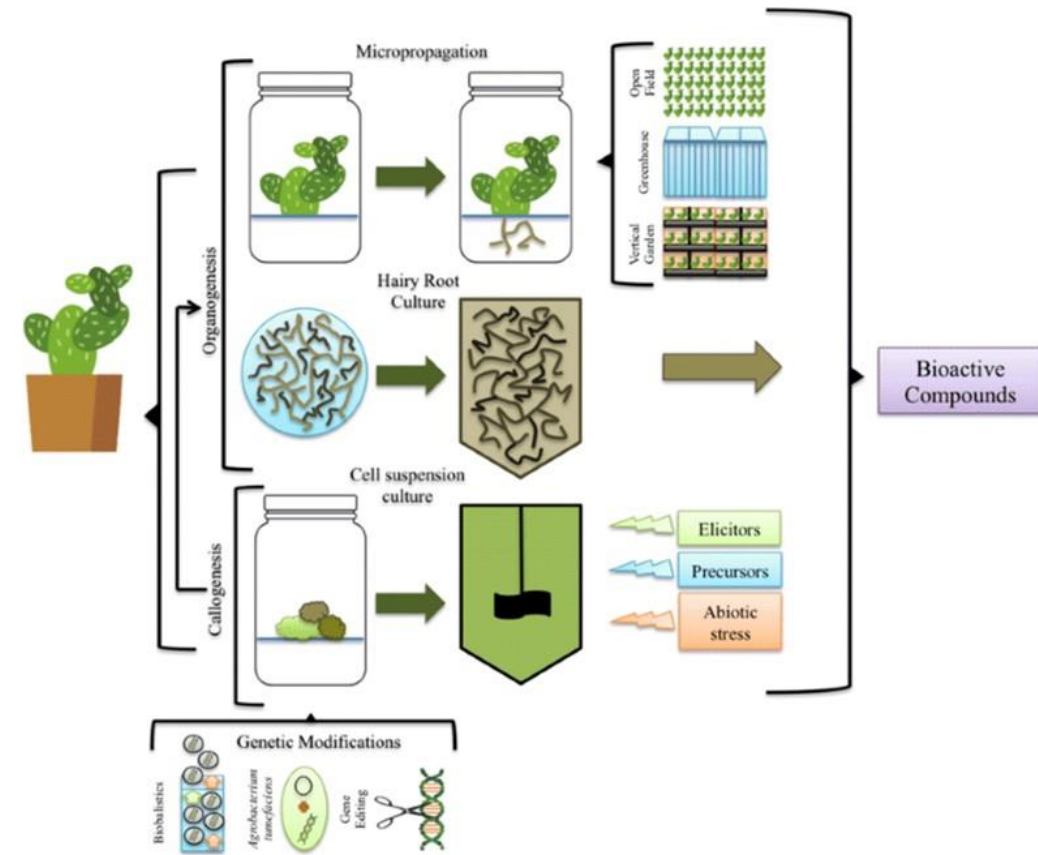 Micropropagation
Open
Field
Greenhouse
Vertical
Garden
Organogenesis
Hairy Root
Culture
Bioactive
Compounds
Cell suspension
culture
Callogenesis
Elicitors
Precursors
Abiotic
stress
Genetic Modifications
Biobalistics
Agrobacterium
tumefaciens
Gene
Editing